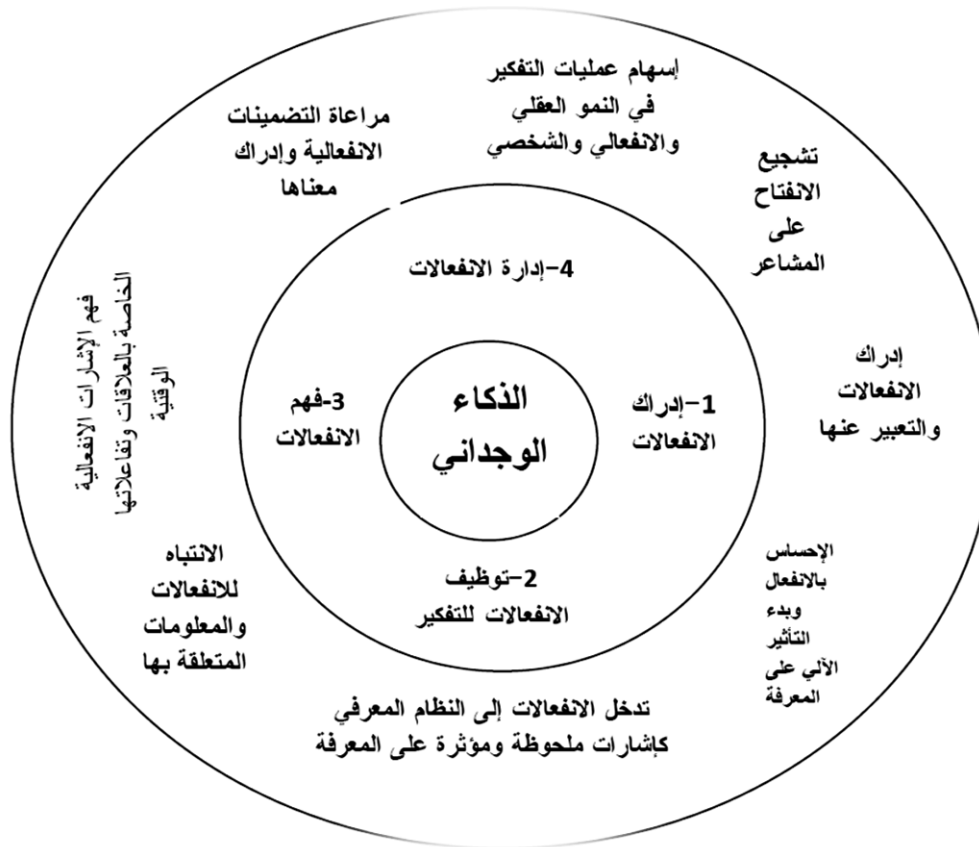 إسهام عمليات التفكير
في النمو العقلي
والانفعالي والشخصي
تشجيع
الانفتاح
على
المشاعر
إدراك
الانفعالات
والتعبير عنها
الإحساس
بالانفعال
وبدء
التأثير
الآلي على
المعرفة
تدخل الانفعالات إلى النظام المعرفي
كإشارات ملحوظة ومؤثرة على المعرفة
الانتباه
للانفعالات
والمعلومات
المتعلقة بها
فهم الإشارات الانفعالية
الخاصة بالعلاقات وتفاعلاتها
الوقتية
مراعاة التضمينات
الانفعالية وإدراك
معناها
4-إدارة الانفعالات
1-إدراك
الانفعالات
2-توظيف
الانفعالات للتفكير
3-فهم
الانفعالات
الذكاء
الوجداني